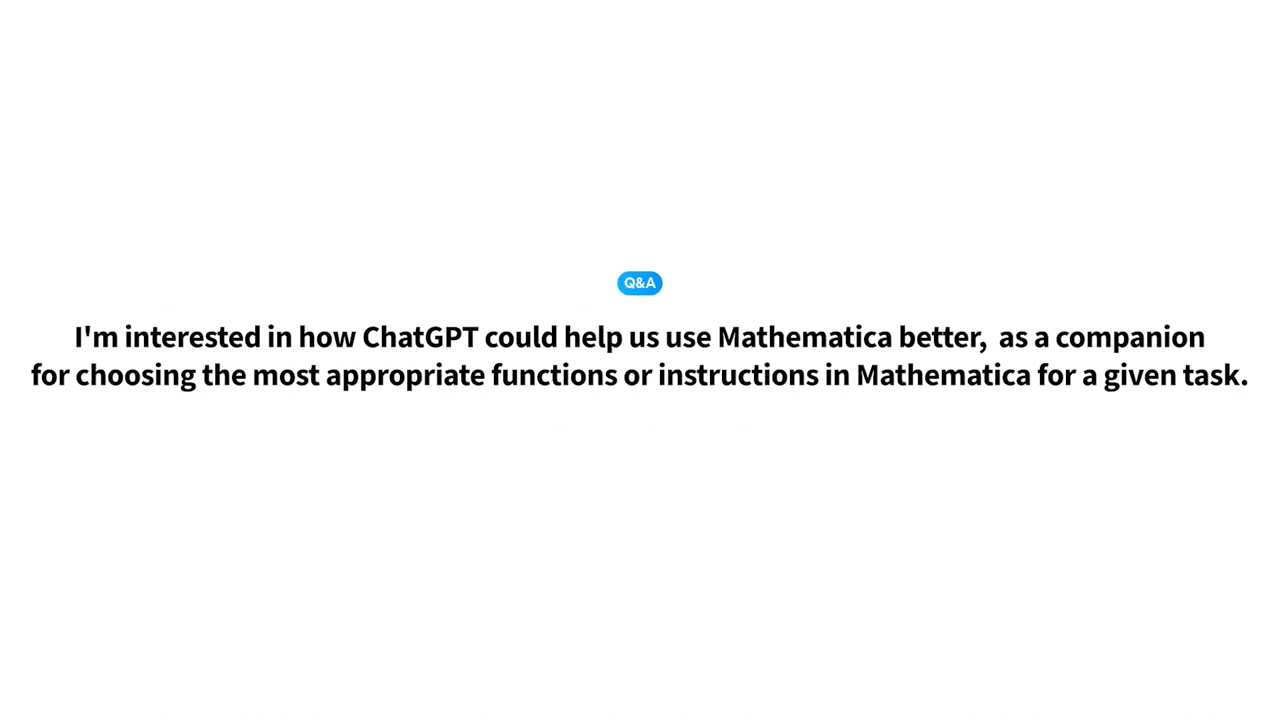 Q&A
I'm interested in how ChatGPT could help us use Mathematica better,  as a companion
for choosing the most appropriate functions or instructions in Mathematica for a given task.